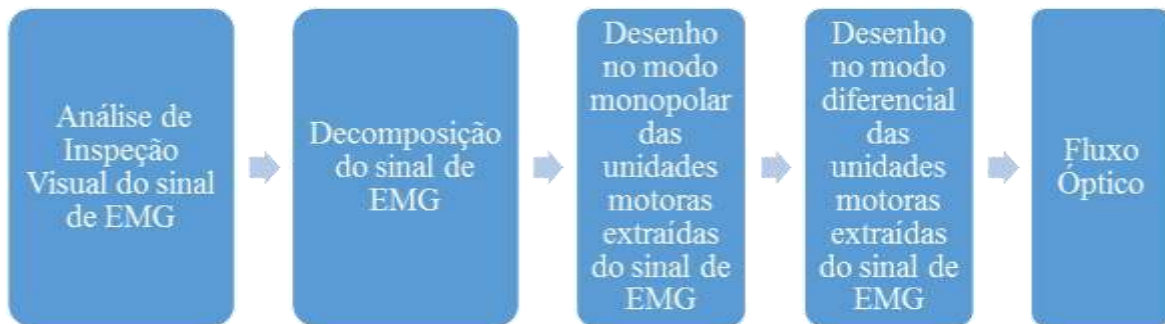 Análise de
Inspeção
Visual do sinal
de EMG
Decomposição
do sinal de
EMG
Desenho
no modo
monopolar
das
unidades
motoras
extraídas
do sinal de
EMG
Desenho
no modo
diferencial
das
unidades
motoras
extraídas
do sinal de
EMG
Fluxo
Óptico